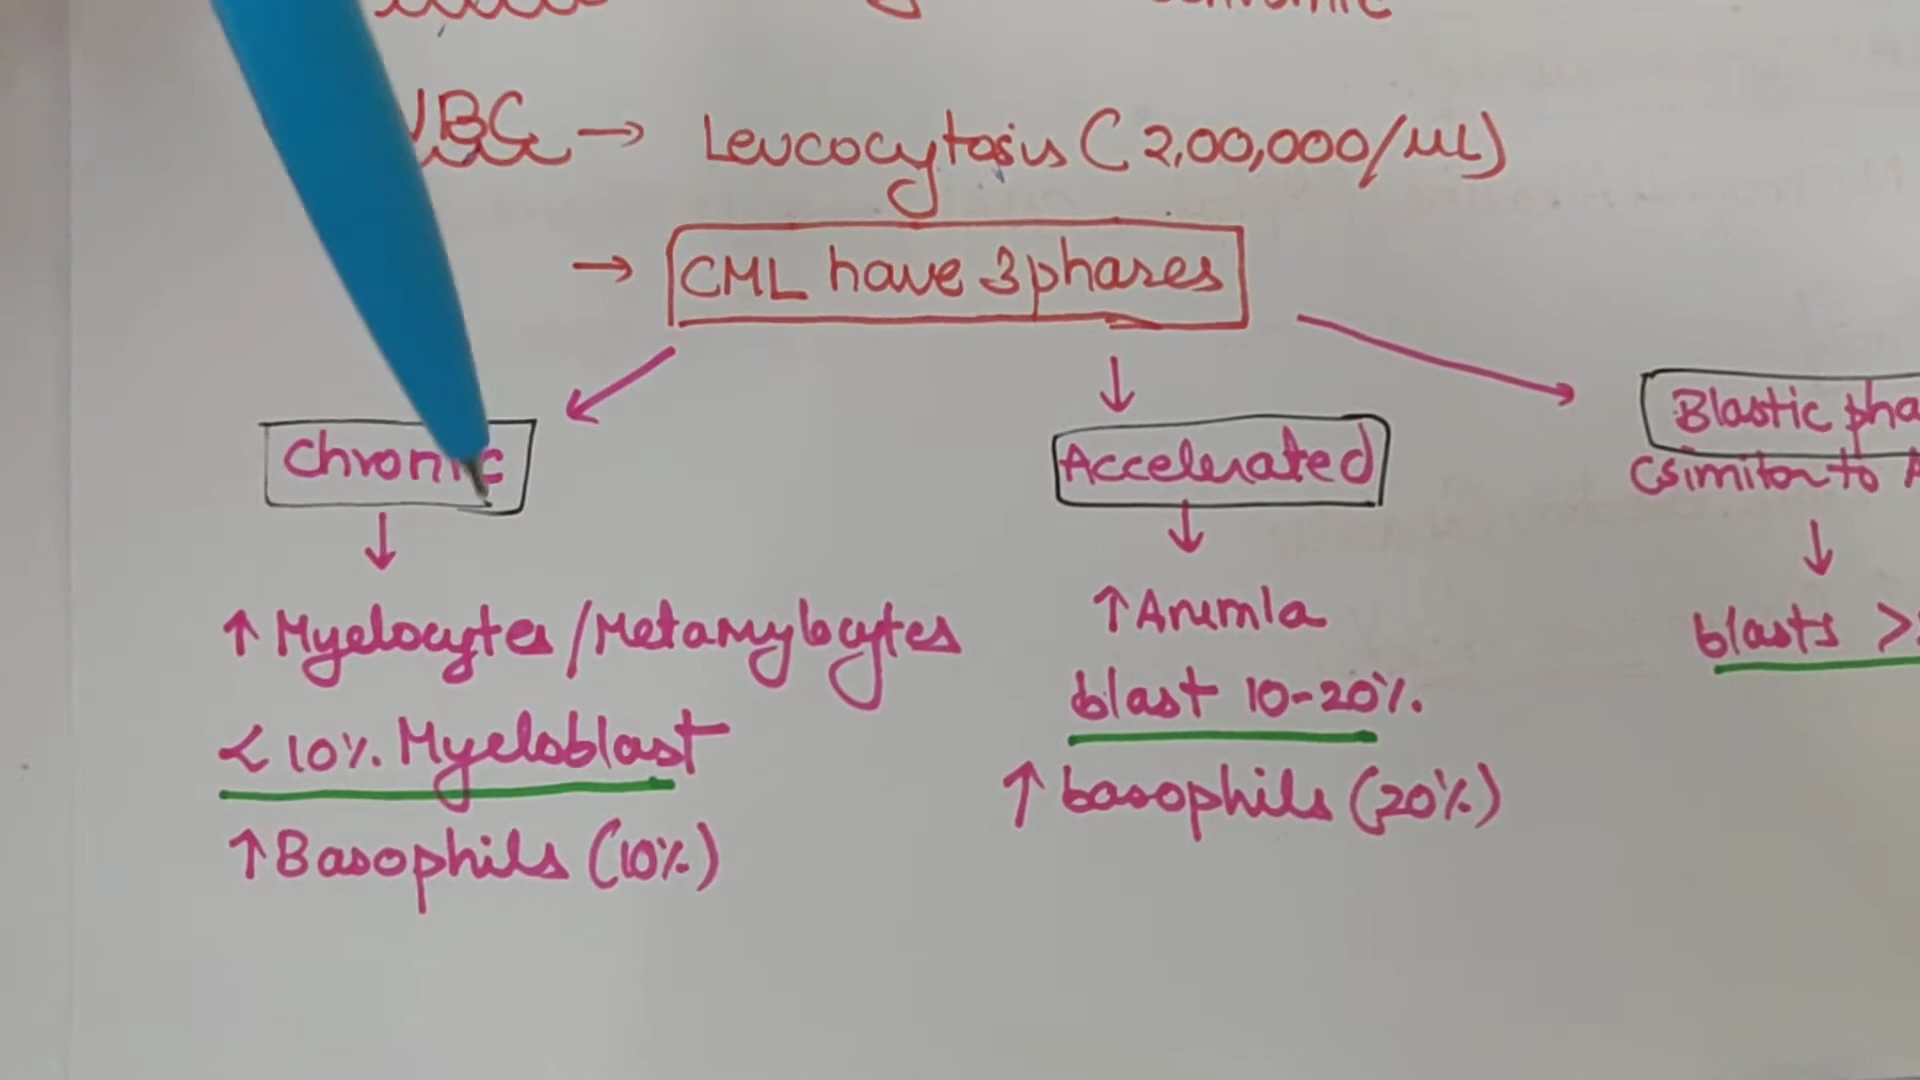 WBC → Leucocytosis (2,00,000/μL)
→ CML have 3 phases
Chronic
Accelerated
Blastic pha
(similar to A
↑ Myelocytes/Metamylocytes
< 10% Myeloblast
↑ Basophils (10%)
↑ Anemia
blast 10-20%.
↑ basophils (20%)
blasts >